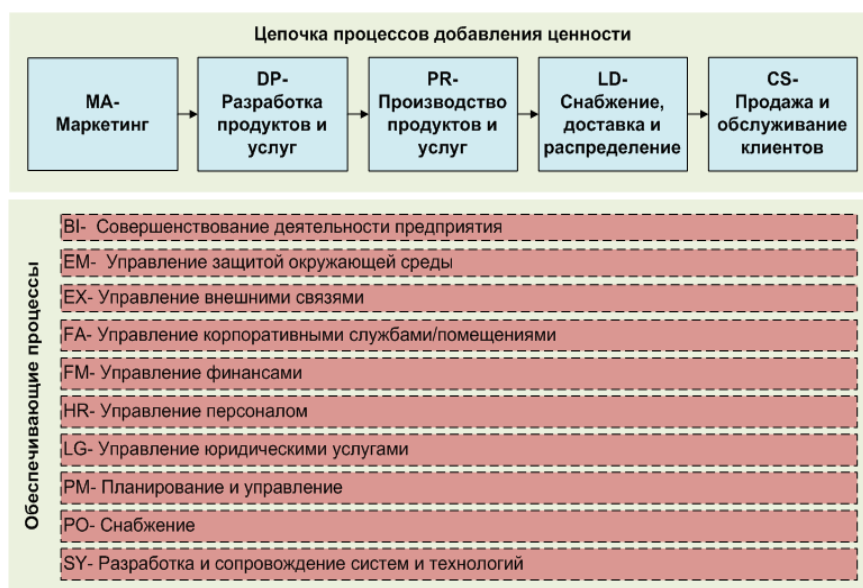 Цепочка процессов добавления ценности
MA-
Маркетинг
DP-
Разработка
продуктов и
услуг
PR-
Производство
продуктов и
услуг
LD-
Снабжение,
доставка и
распределение
CS-
Продажа и
обслуживание
клиентов
Обеспечивающие процессы
BI- Совершенствование деятельности предприятия
EM- Управление защитой окружающей среды
EX- Управление внешними связями
FA- Управление корпоративными службами/помещениями
FM- Управление финансами
HR- Управление персоналом
LG- Управление юридическими услугами
PM- Планирование и управление
PO- Снабжение
SY- Разработка и сопровождение систем и технологий